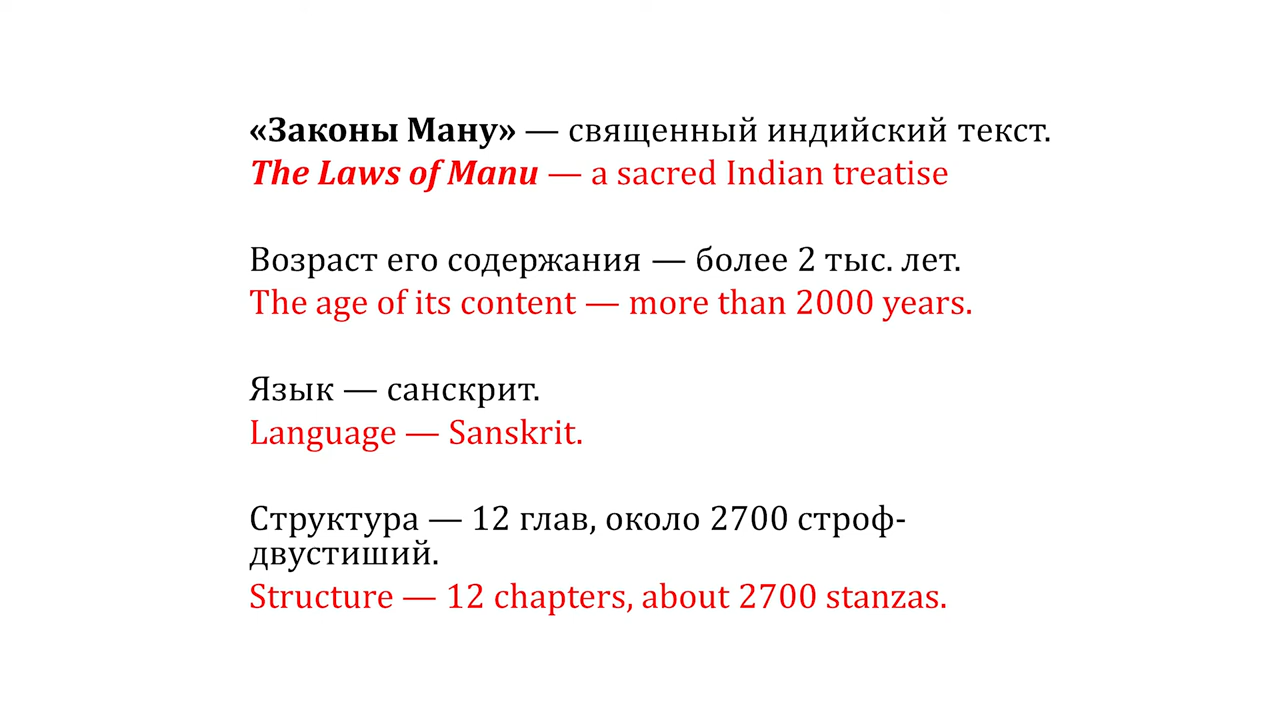 «Законы Ману» — священный индийский текст.
The Laws of Manu — a sacred Indian treatise
Возраст его содержания — более 2 тыс. лет.
The age of its content — more than 2000 years.
Язык — санскрит.
Language — Sanskrit.
Структура — 12 глав, около 2700 строф-
двустиший.
Structure — 12 chapters, about 2700 stanzas.